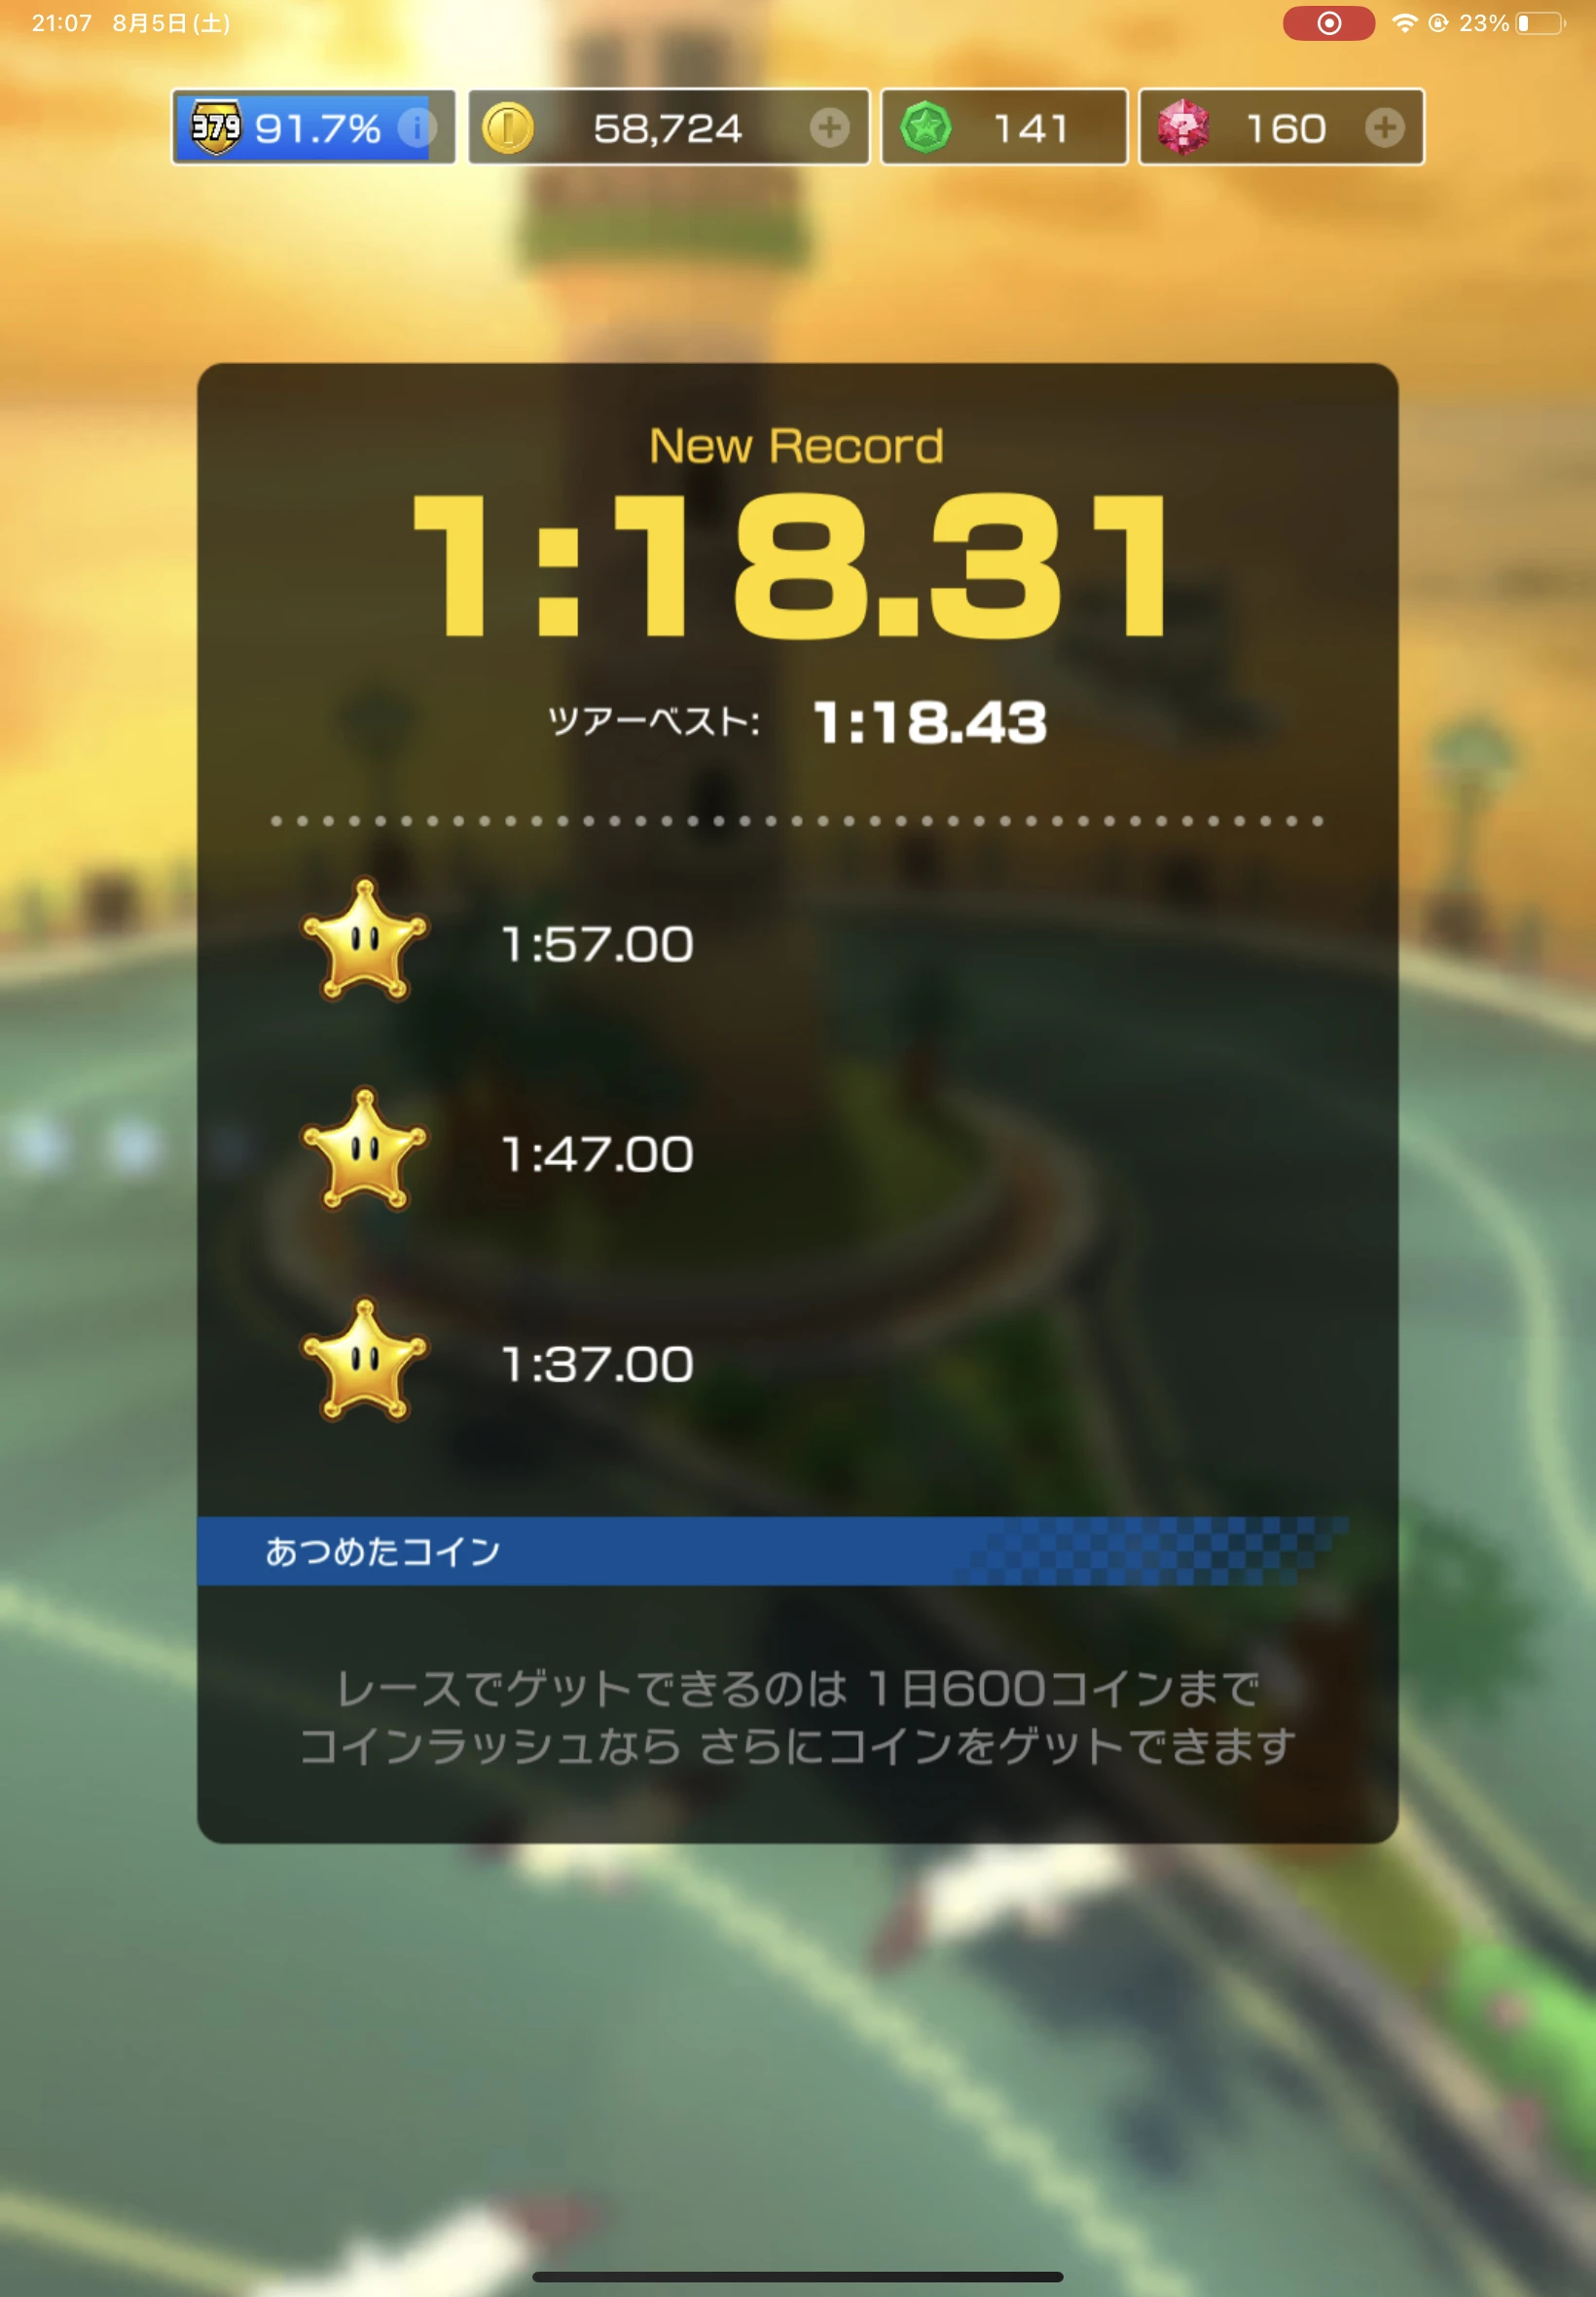 21:07 8月5日(土) 23%
379 91.7% 58,724 141 160
New Record
1:18.31
ツアーベスト: 1:18.43
1:57.00
1:47.00
1:37.00
あつめたコイン
レースでゲットできるのは 1日600コインまで
コインラッシュなら さらにコインをゲットできます